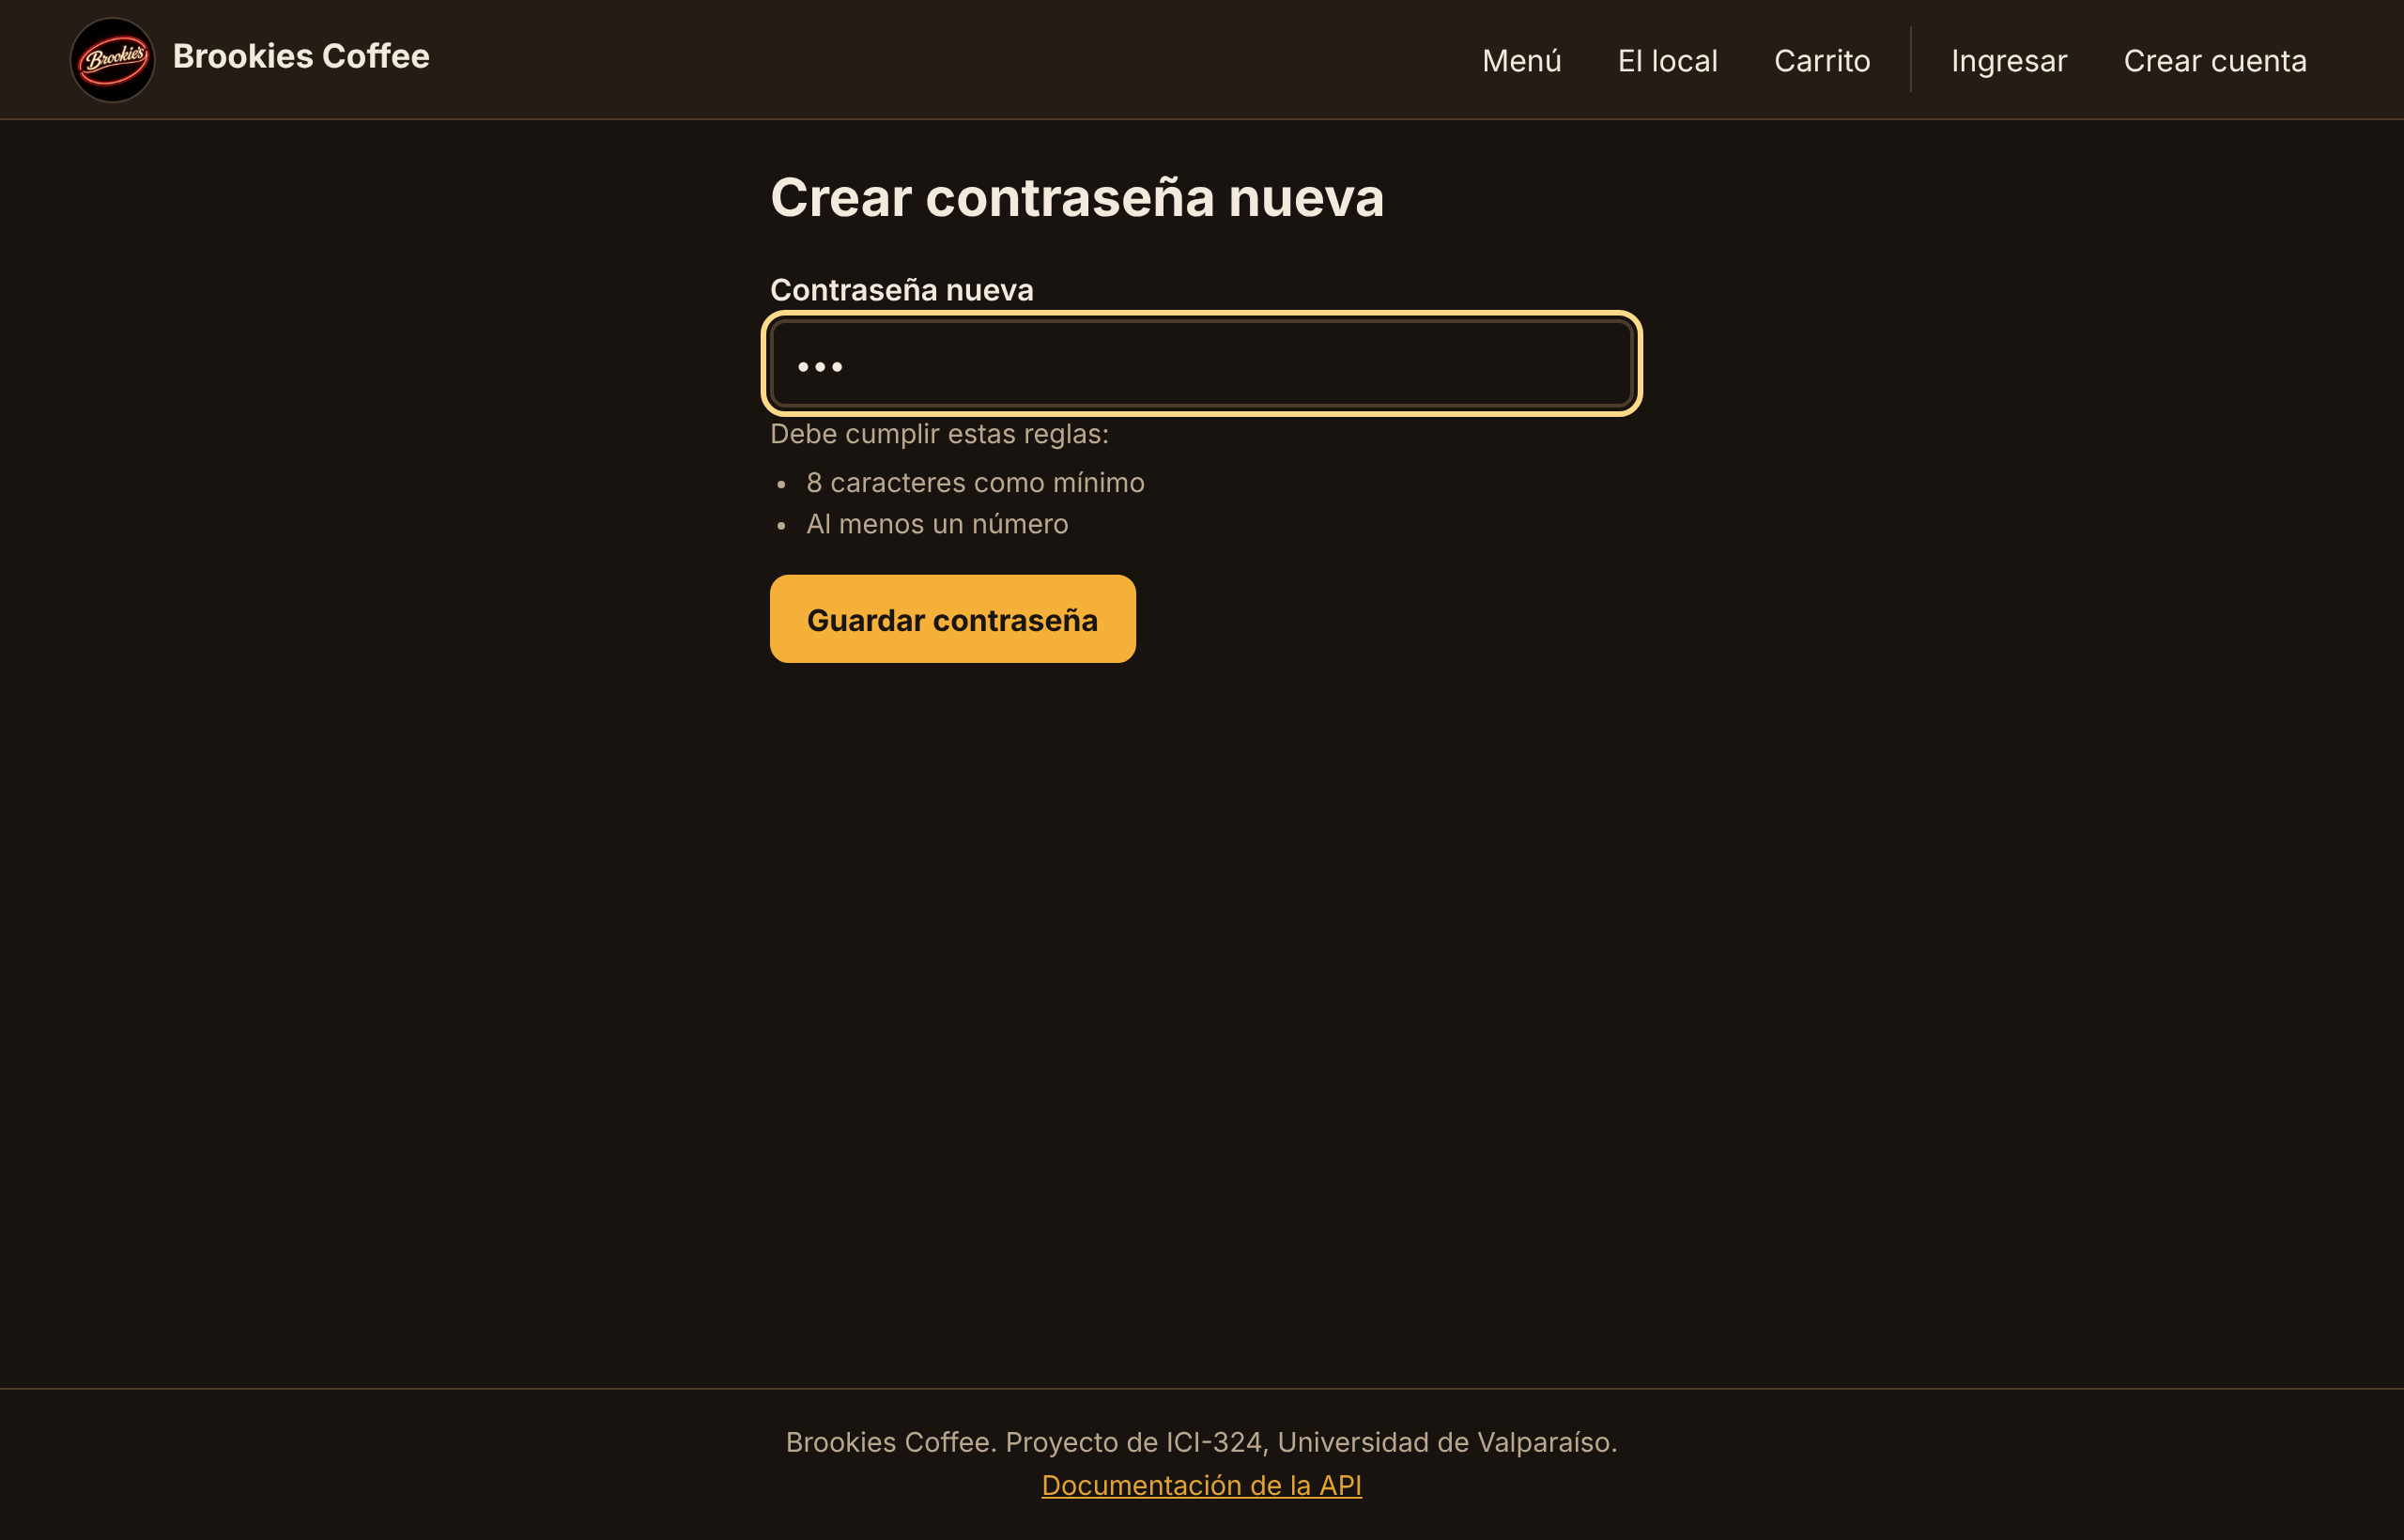 Brookies
Brookies Coffee
Menú
El local
Carrito
Ingresar
Crear cuenta
Crear contraseña nueva
Contraseña nueva
•••
Debe cumplir estas reglas:
• 8 caracteres como mínimo
• Al menos un número
Guardar contraseña
Brookies Coffee. Proyecto de ICI-324, Universidad de Valparaíso.
Documentación de la API